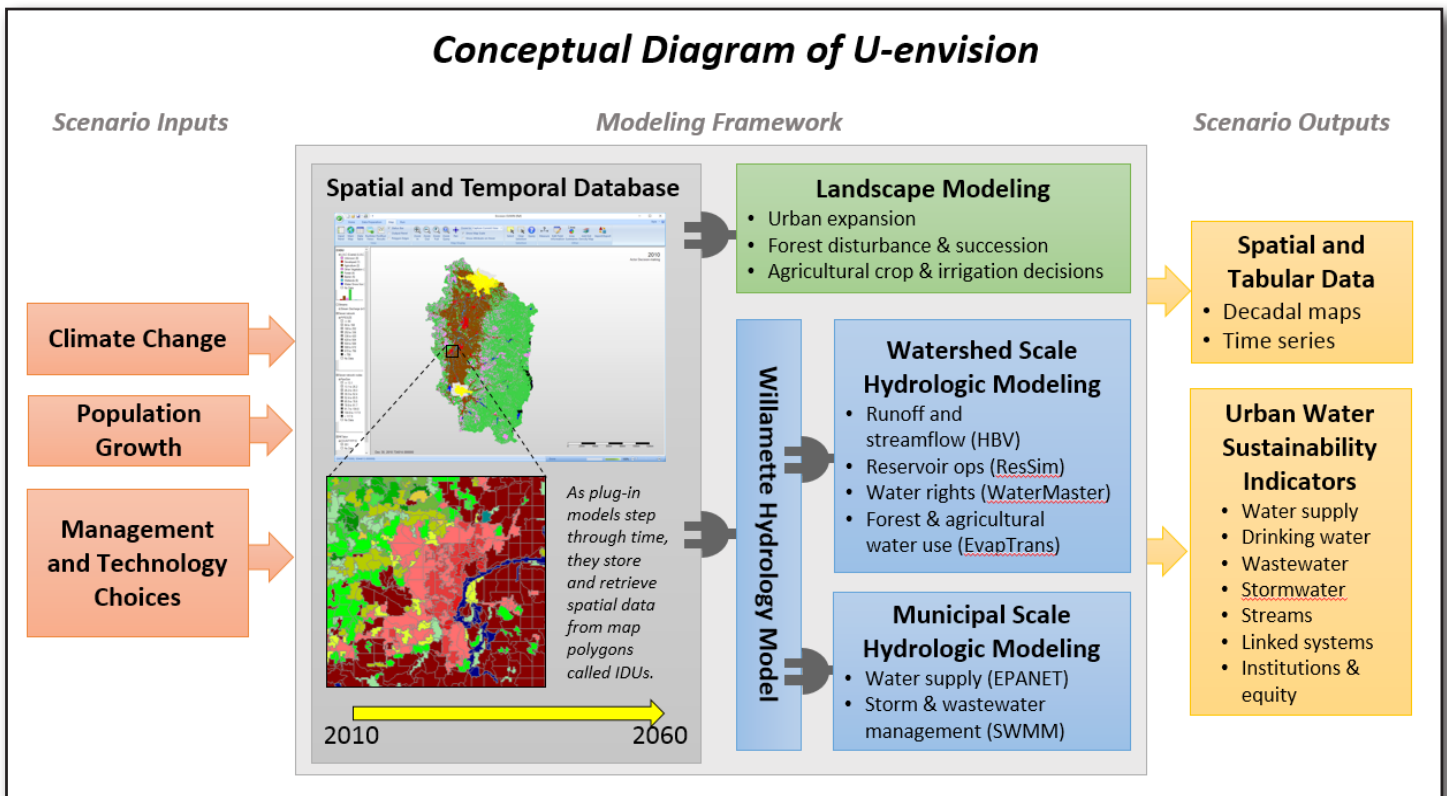 Conceptual Diagram of U-envision
Scenario Inputs
Modeling Framework
Scenario Outputs
Climate Change
Population
Growth
Management
and Technology
Choices
Spatial and Temporal Database
2010
As plug-in
models step
through time,
they store
and retrieve
spatial data
from map
polygons
called IDUs.
2010
2060
Landscape Modeling
• Urban expansion
• Forest disturbance & succession
• Agricultural crop & irrigation decisions
Willamette Hydrology Model
Watershed Scale
Hydrologic Modeling
• Runoff and
streamflow (HBV)
• Reservoir ops (ResSim)
• Water rights (WaterMaster)
• Forest & agricultural
water use (EvapTrans)
Municipal Scale
Hydrologic Modeling
• Water supply (EPANET)
• Storm & wastewater
management (SWMM)
Spatial and
Tabular Data
• Decadal maps
• Time series
Urban Water
Sustainability
Indicators
• Water supply
• Drinking water
• Wastewater
• Stormwater
• Streams
• Linked systems
• Institutions &
equity